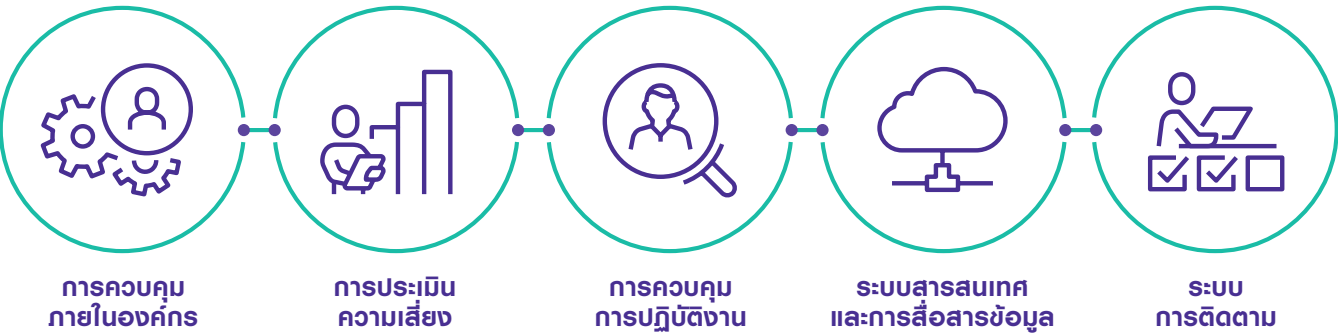 การควบคุม
ภายในองค์กร
การประเมิน
ความเสี่ยง
การควบคุม
การปฏิบัติงาน
ระบบสารสนเทศ
และการสื่อสารข้อมูล
ระบบ
การติดตาม